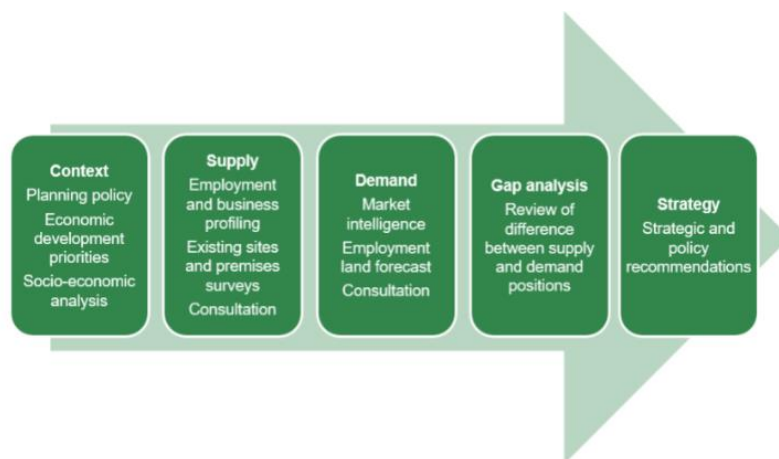 Context
Planning policy
Economic
development
priorities
Socio-economic
analysis
Supply
Employment
and business
profiling
Existing sites
and premises
surveys
Consultation
Demand
Market
intelligence
Employment
land forecast
Consultation
Gap analysis
Review of
difference
between supply
and demand
positions
Strategy
Strategic and
policy
recommendations